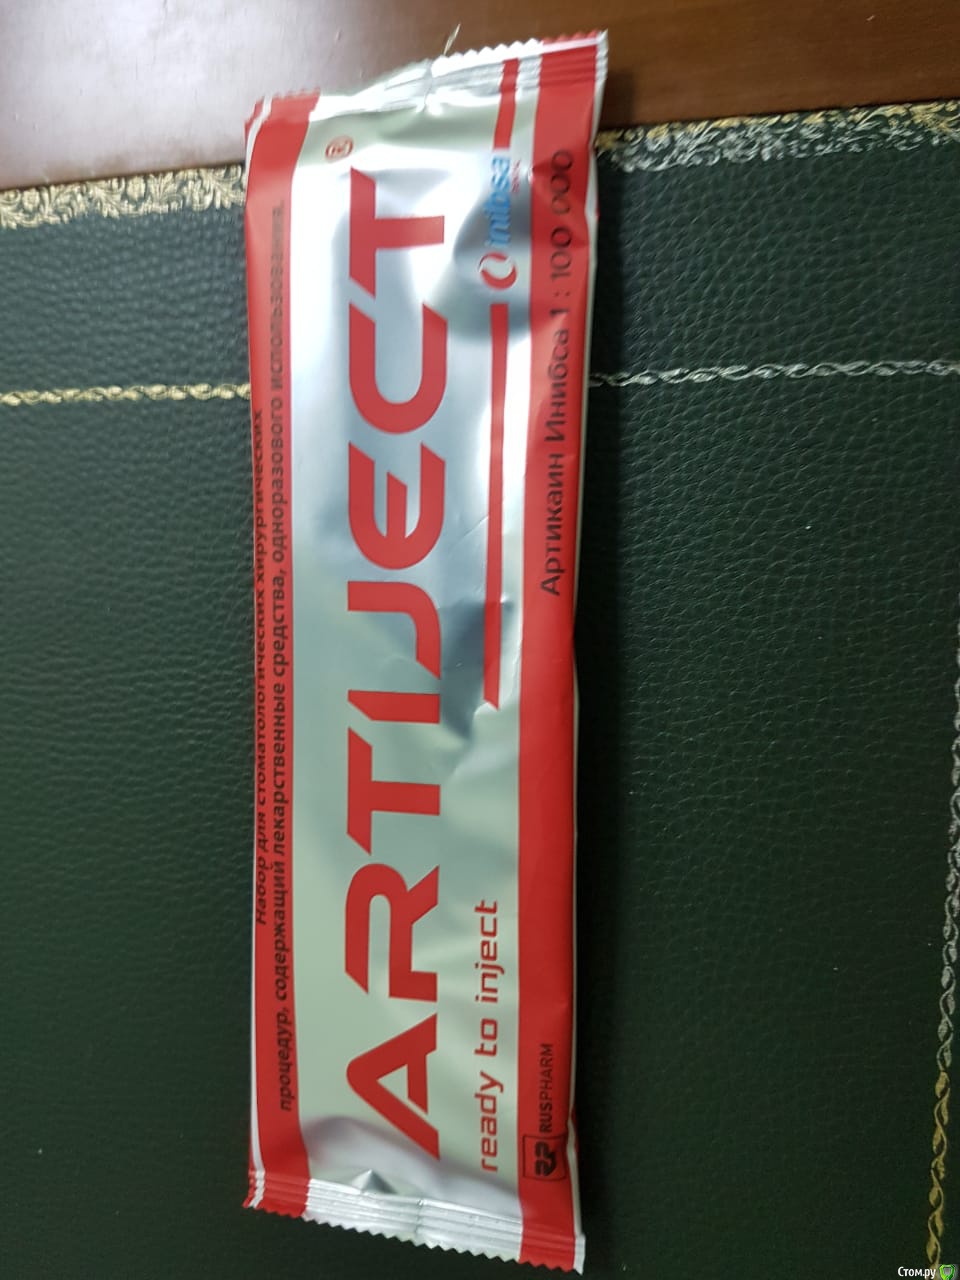 Набор для стоматологических хирургических
процедур, содержащий лекарственные средства, одноразового использования.
ARTIJECT®
ready to inject
inibsa
Артикаин Инибса 1 : 100 000
RP RUSPHARM
Стом.ру